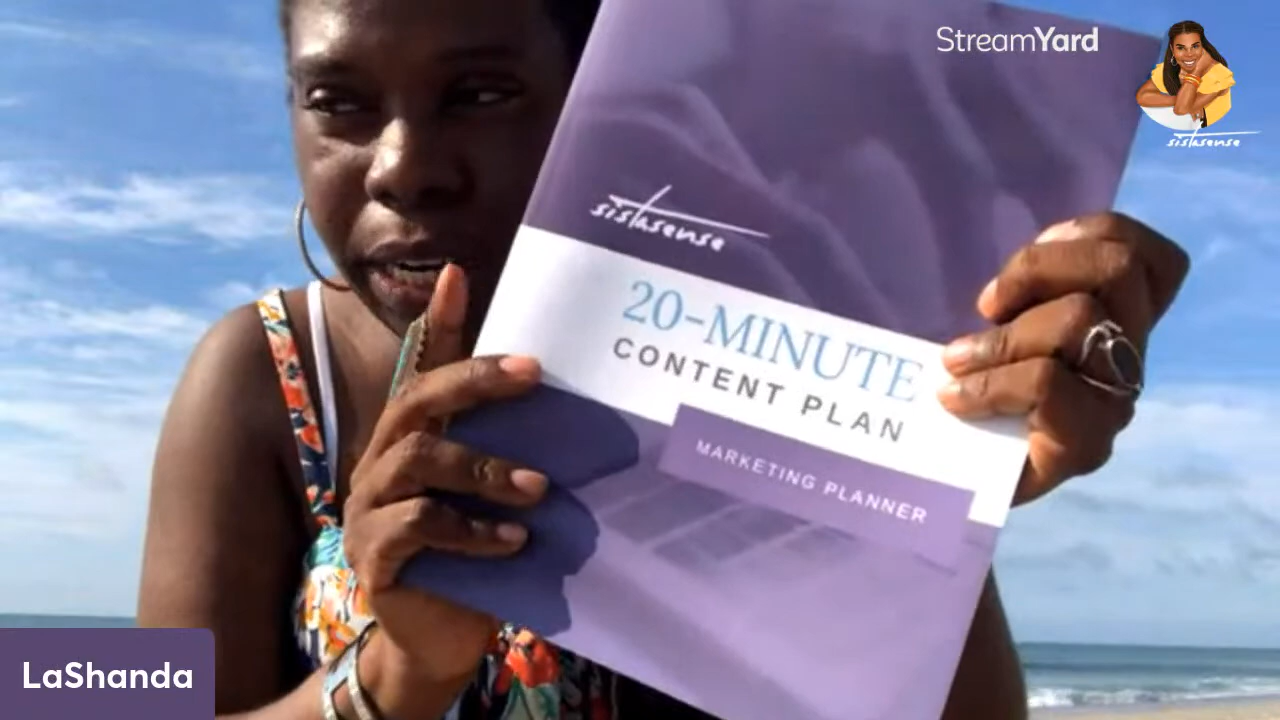 StreamYard
sistasense
sistasense
20-MINUTE
CONTENT PLAN
MARKETING PLANNER
LaShanda